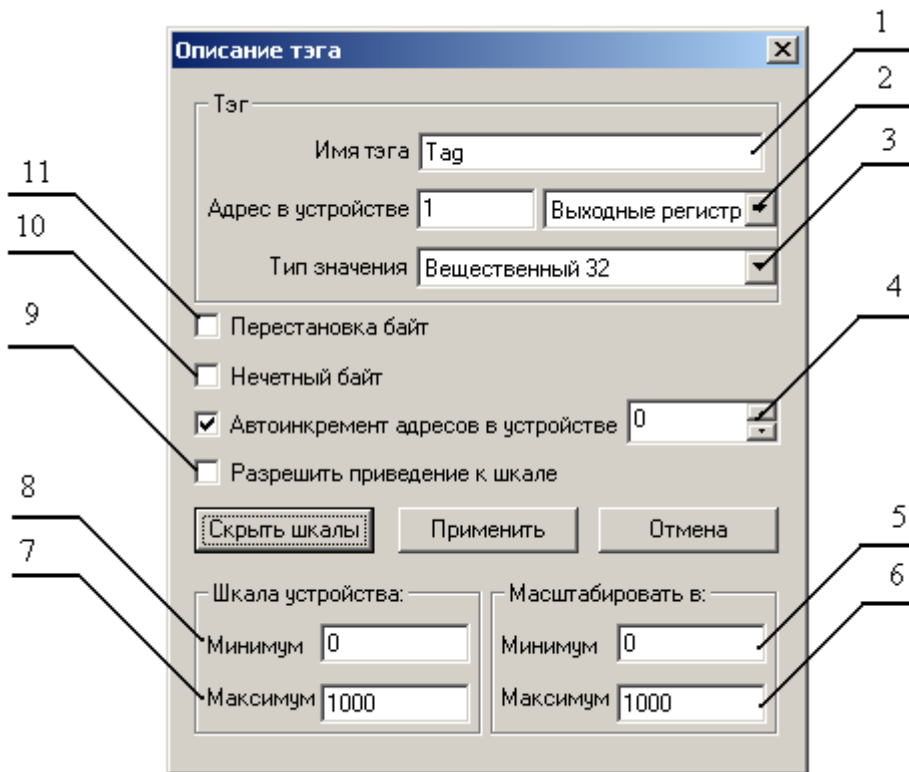 1
Описание тэга
2
Тэг
Имя тэга Tag
3
11
Адрес в устройстве 1 Выходные регистр
10
Тип значения Вещественный 32
4
9
Перестановка байт
Нечетный байт
Автоинкремент адресов в устройстве 0
Разрешить приведение к шкале
8
Скрыть шкалы Применить Отмена
5
7
6
Шкала устройства: Масштабировать в:
Минимум 0 Минимум 0
Максимум 1000 Максимум 1000